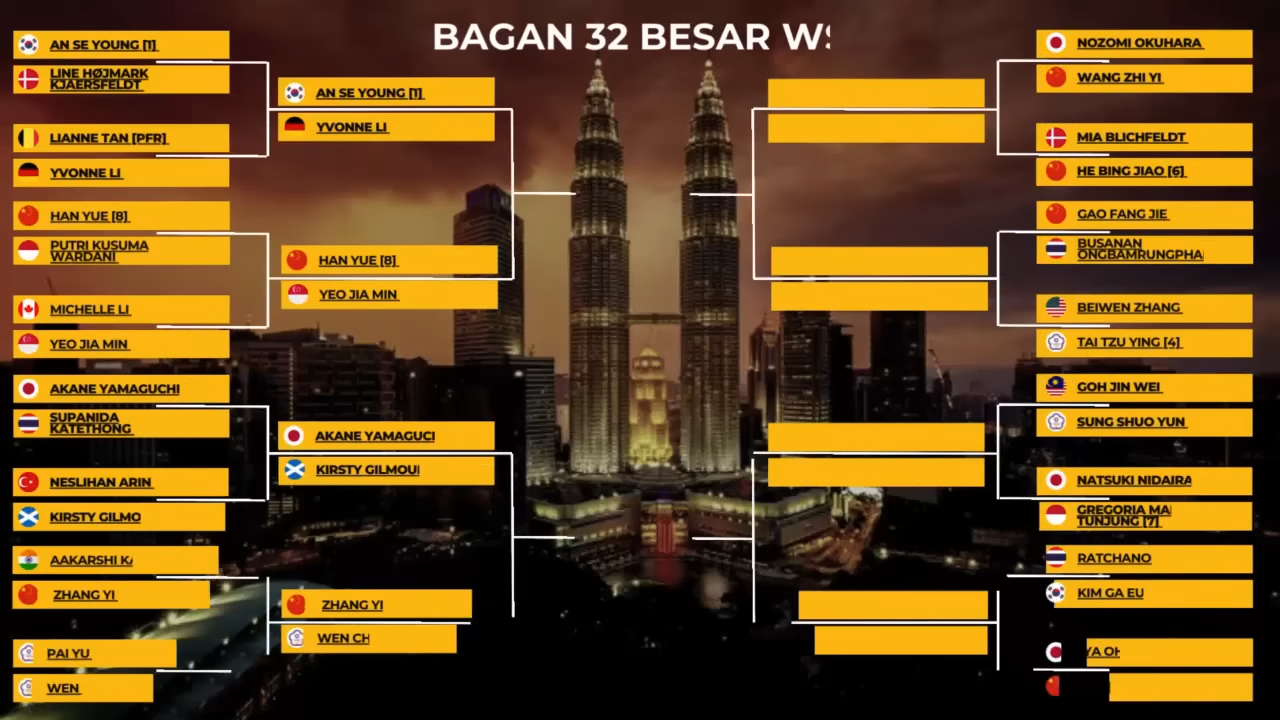 BAGAN 32 BESAR WS
AN SE YOUNG [1]
LINE HØJMARK
KJAERSFELDT
LIANNE TAN [PFR]
YVONNE LI
HAN YUE [8]
PUTRI KUSUMA
WARDANI
MICHELLE LI
YEO JIA MIN
AKANE YAMAGUCHI
SUPANIDA
KATETHONG
NESLIHAN ARIN
KIRSTY GILMO
AAKARSHI KA
ZHANG YI
PAI YU
WEN
AN SE YOUNG [1]
YVONNE LI
HAN YUE [8]
YEO JIA MIN
AKANE YAMAGUCI
KIRSTY GILMOU
ZHANG YI
WEN CH
NOZOMI OKUHARA
WANG ZHI YI
MIA BLICHFELDT
HE BING JIAO [6]
GAO FANG JIE
BUSANAN
ONGBAMRUNGPHA
BEIWEN ZHANG
TAI TZU YING [4]
GOH JIN WEI
SUNG SHUO YUN
NATSUKI NIDAIRA
GREGORIA MA
TUNJUNG [7]
RATCHANO
KIM GA EU
YA OH